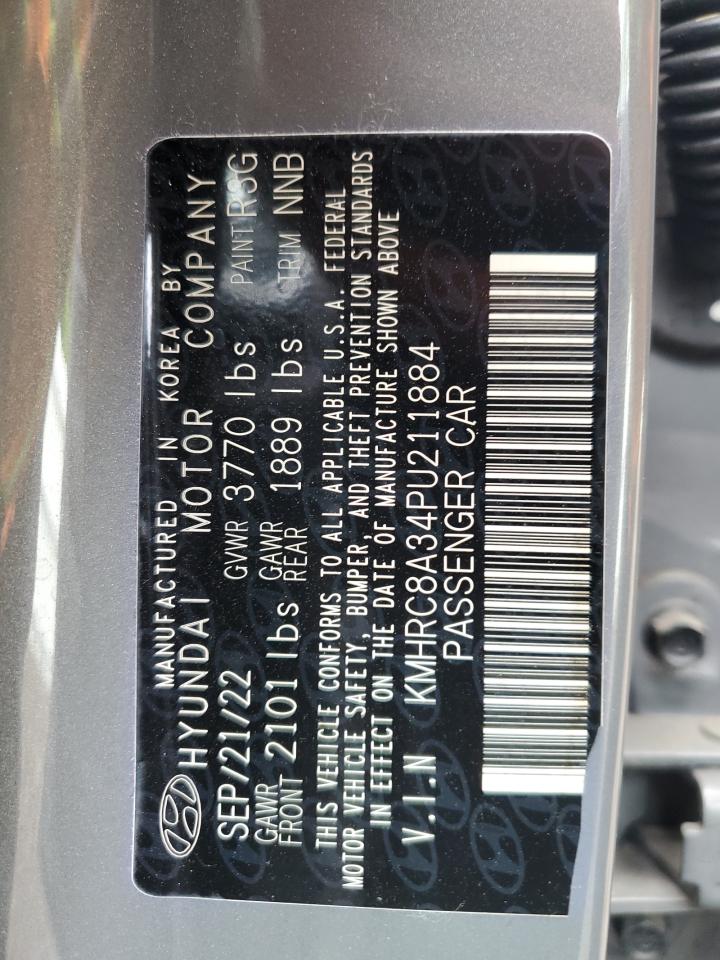 MANUFACTURED IN KOREA BY
HYUNDAI MOTOR COMPANY
SEP/21/22 GVWR 3770 lbs PAINT R3G
GAWR FRONT 2101 lbs GAWR REAR 1889 lbs TRIM NNB
THIS VEHICLE CONFORMS TO ALL APPLICABLE U.S.A. FEDERAL
MOTOR VEHICLE SAFETY, BUMPER, AND THEFT PREVENTION STANDARDS
IN EFFECT ON THE DATE OF MANUFACTURE SHOWN ABOVE
V.I.N KMHRC8A34PU211884
PASSENGER CAR